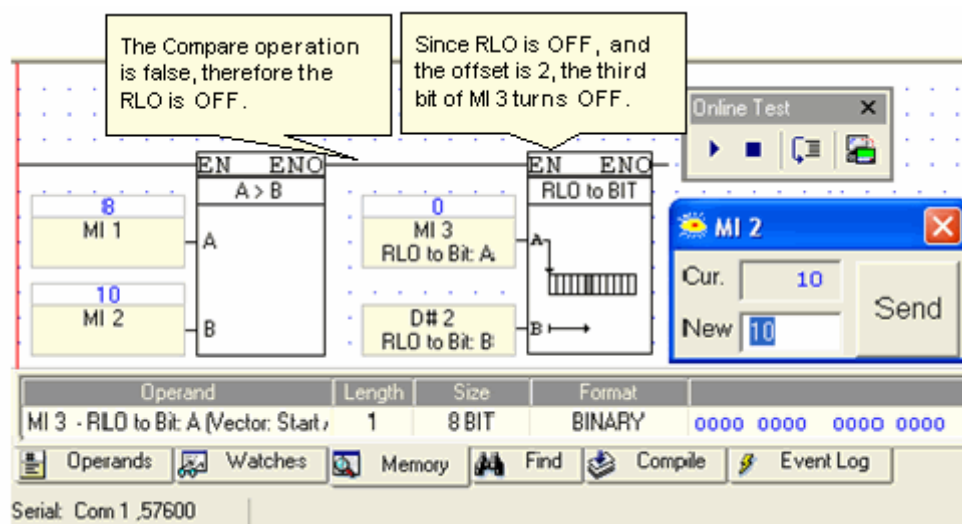 The Compare operation
is false, therefore the
RLO is OFF.
Since RLO is OFF, and
the offset is 2, the third
bit of MI 3 turns OFF.
Online Test
EN ENO
A > B
EN ENO
RLO to BIT
8
MI 1
A
0
MI 3
RLO to Bit: A
A
10
MI 2
B
D# 2
RLO to Bit: B
B
MI 2
Cur. 10
New 10
Send
Operand Length Size Format
MI 3 - RLO to Bit: A (Vector: Start 1 8 BIT BINARY 0000 0000 0000 0000
Operands Watches Memory Find Compile Event Log
Serial: Com 1 ,57600